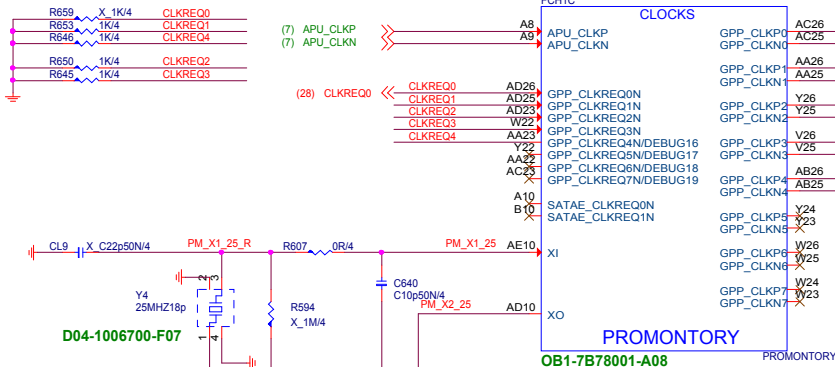 FCH1C
R659 X_1K/4 CLKREQ0
R653 1K/4 CLKREQ1
R646 1K/4 CLKREQ4
R650 1K/4 CLKREQ2
R645 1K/4 CLKREQ3
(7) APU_CLKP
(7) APU_CLKN
(28) CLKREQ0
CLKREQ0
CLKREQ1
CLKREQ2
CLKREQ3
CLKREQ4
CLOCKS
A8 APU_CLKP
A9 APU_CLKN
AD26 GPP_CLKREQ0N
AD25 GPP_CLKREQ1N
AD23 GPP_CLKREQ2N
W22 GPP_CLKREQ3N
AA23 GPP_CLKREQ4N/DEBUG16
Y22 GPP_CLKREQ5N/DEBUG17
AA22 GPP_CLKREQ6N/DEBUG18
AC23 GPP_CLKREQ7N/DEBUG19
A10 SATAE_CLKREQ0N
B10 SATAE_CLKREQ1N
AE10 XI
AD10 XO
GPP_CLKP0 AC26
GPP_CLKN0 AC25
GPP_CLKP1 AA26
GPP_CLKN1 AA25
GPP_CLKP2 Y26
GPP_CLKN2 Y25
GPP_CLKP3 V26
GPP_CLKN3 V25
GPP_CLKP4 AB26
GPP_CLKN4 AB25
GPP_CLKP5 Y24
GPP_CLKN5 Y23
GPP_CLKP6 W26
GPP_CLKN6 W25
GPP_CLKP7 W24
GPP_CLKN7 W23
CL9 X_C22p50N/4 PM_X1_25_R R607 0R/4 PM_X1_25
2 3
Y4
25MHZ18p
1 4
D04-1006700-F07
R594
X_1M/4
C640
C10p50N/4
PM_X2_25
PROMONTORY
OB1-7B78001-A08
PROMONTORY